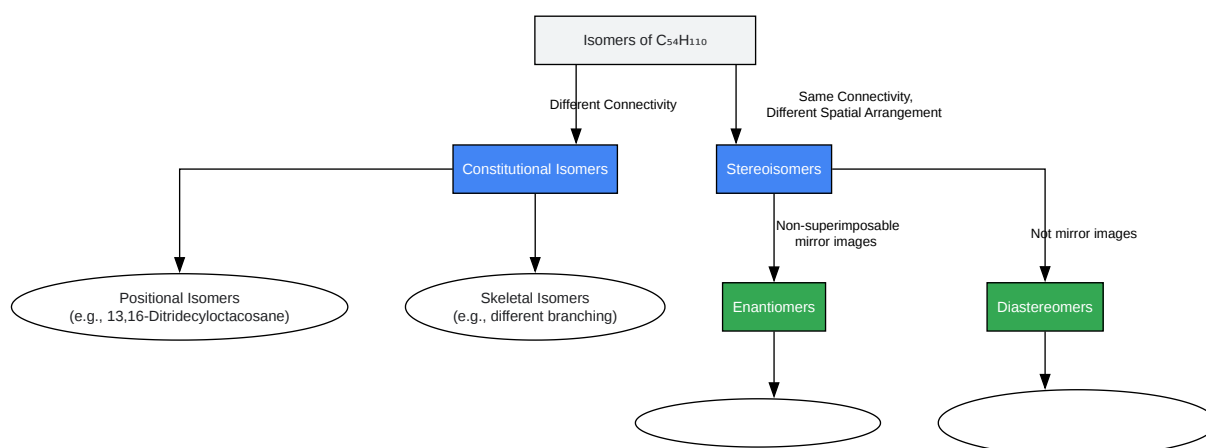 Isomers of C₅₄H₁₁₀
Different Connectivity
Same Connectivity,
Different Spatial Arrangement
Constitutional Isomers
Stereoisomers
Non-superimposable
mirror images
Not mirror images
Positional Isomers
(e.g., 13,16-Ditridecyloctacosane)
Skeletal Isomers
(e.g., different branching)
Enantiomers
Diastereomers